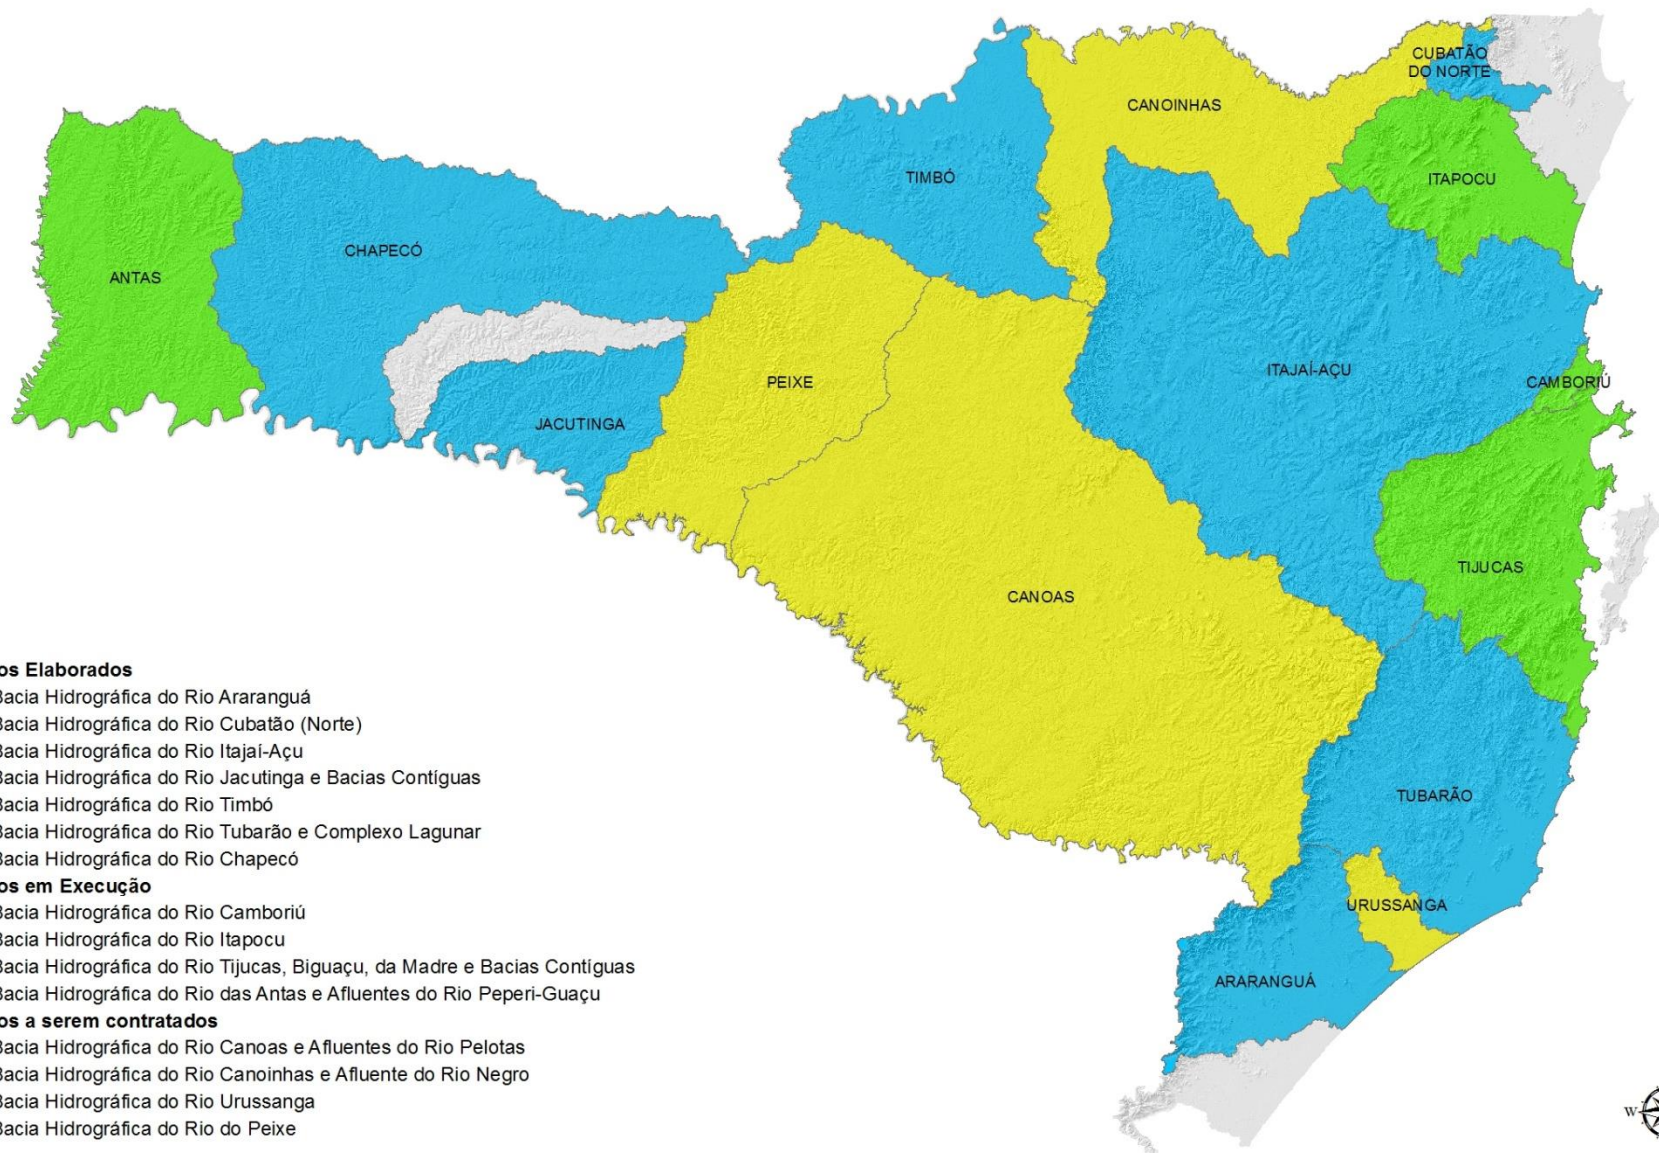 CUBATÃO
DO NORTE
CANOINHAS
TIMBÓ
ITAPOCU
CHAPECÓ
ANTAS
ITAJAÍ-AÇU
PEIXE
CAMBORIÚ
JACUTINGA
TIJUCAS
CANOAS
TUBARÃO
URUSSANGA
ARARANGUÁ
os Elaborados
Bacia Hidrográfica do Rio Araranguá
Bacia Hidrográfica do Rio Cubatão (Norte)
Bacia Hidrográfica do Rio Itajaí-Açu
Bacia Hidrográfica do Rio Jacutinga e Bacias Contíguas
Bacia Hidrográfica do Rio Timbó
Bacia Hidrográfica do Rio Tubarão e Complexo Lagunar
Bacia Hidrográfica do Rio Chapecó
os em Execução
Bacia Hidrográfica do Rio Camboriú
Bacia Hidrográfica do Rio Itapocu
Bacia Hidrográfica do Rio Tijucas, Biguaçu, da Madre e Bacias Contíguas
Bacia Hidrográfica do Rio das Antas e Afluentes do Rio Peperi-Guaçu
os a serem contratados
Bacia Hidrográfica do Rio Canoas e Afluentes do Rio Pelotas
Bacia Hidrográfica do Rio Canoinhas e Afluente do Rio Negro
Bacia Hidrográfica do Rio Urussanga
Bacia Hidrográfica do Rio do Peixe
W